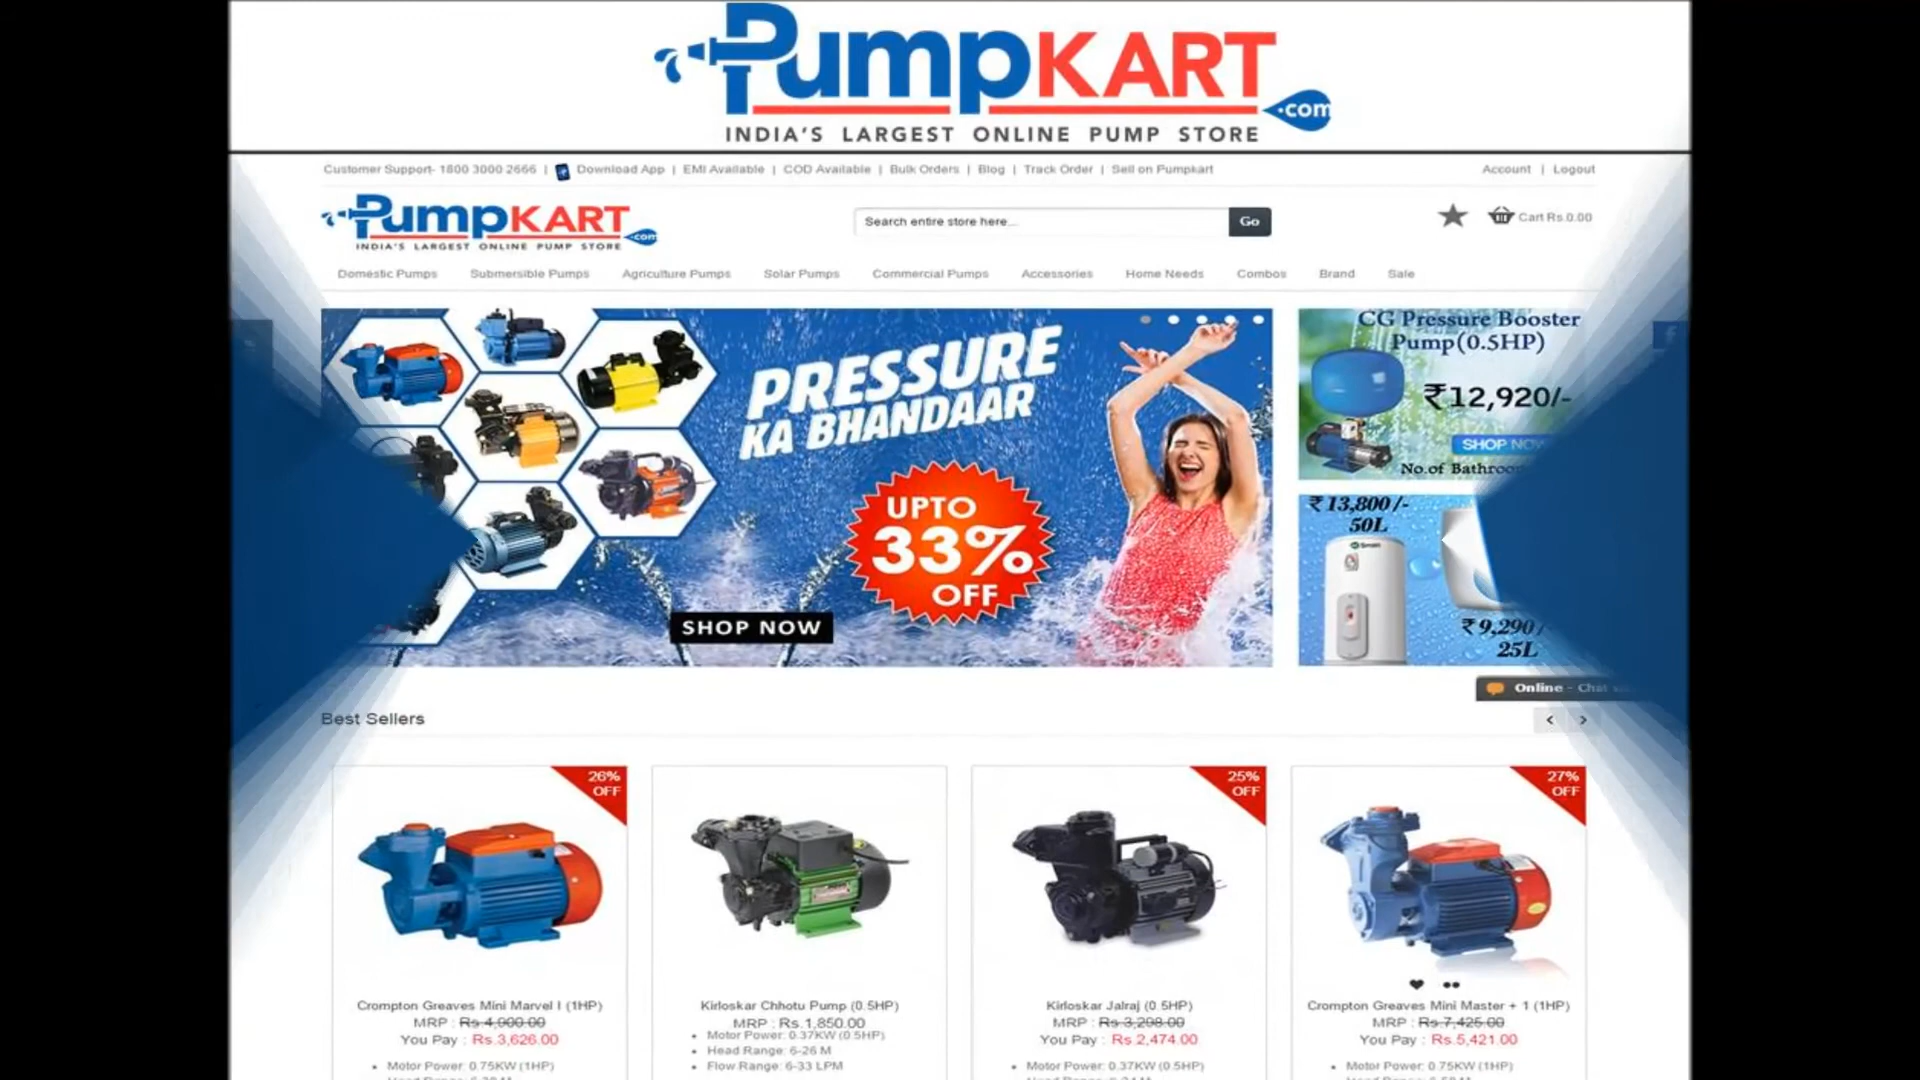 PumpKART
.com
INDIA'S LARGEST ONLINE PUMP STORE
Customer Support- 1800 3000 2666 | Download App | EMI Available | COD Available | Bulk Orders | Blog | Track Order | Sell on Pumpkart
Account | Logout
PumpKART
.com
INDIA'S LARGEST ONLINE PUMP STORE
Search entire store here...
Go
Cart Rs.0.00
Domestic Pumps Submersible Pumps Agriculture Pumps Solar Pumps Commercial Pumps Accessories Home Needs Combos Brand Sale
PRESSURE
KA BHANDAAR
UPTO
33%
OFF
SHOP NOW
CG Pressure Booster
Pump(0.5HP)
₹12,920/-
SHOP NOW
No.of
₹13,800/-
50L
₹9,290/
25L
Online - Chat
Best Sellers
26%
OFF
25%
OFF
27%
OFF
Crompton Greaves Mini Marvel I (1HP)
MRP : Rs.4,900.00
You Pay : Rs.3,626.00
Motor Power: 0.75KW (1HP)
Kirloskar Chhotu Pump (0.5HP)
MRP : Rs.1,850.00
Motor Power: 0.37KW (0.5HP)
Head Range: 6-26 M
Flow Range: 6-33 LPM
Kirloskar Jalraj (0.5HP)
MRP : Rs.3,298.00
You Pay : Rs.2,474.00
Motor Power: 0.37KW (0.5HP)
Crompton Greaves Mini Master + 1 (1HP)
MRP : Rs.7,425.00
You Pay : Rs.5,421.00
Motor Power: 0.75KW (1HP)